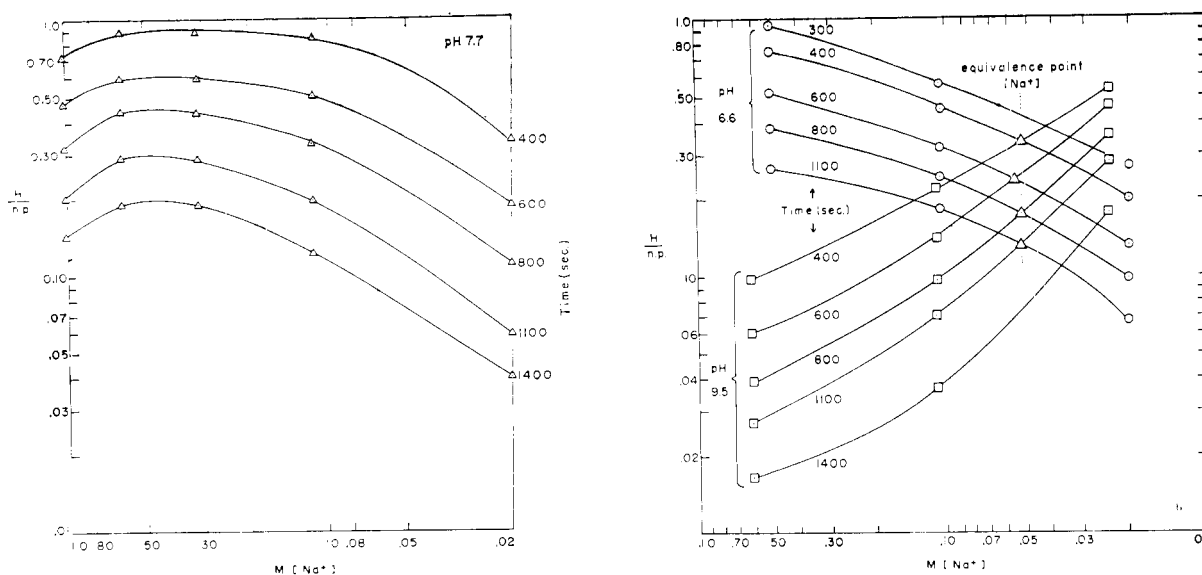 pH 7.7
1.0
0.70
0.50
0.30
H
n.p.
0.10
.07
.05
.03
.0
400
600
800
1100
1400
Time (sec.)
1.0 .80 .50 .30 .10 .08 .05 .02
M [Na+]
1.0
.80
.50
.30
H
n.p.
.10
.06
.04
.02
300
400
600
800
1100
pH
6.6
equivalence point
[Na+]
Time (sec.)
400
600
800
1100
1400
pH
9.5
.10 .70 .30 .10 .07 .05 .03 .0
M [Na+]